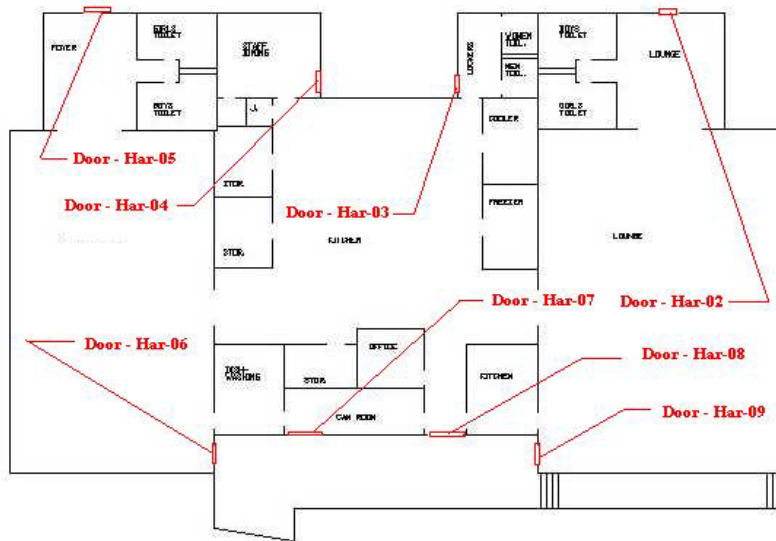 GIRLS
TOILET
BOYS
TOILET
WOMEN
TOIL.
FOYER
STAFF
DINING
LOCKERS
LOUNGE
MEN
TOIL.
BOYS
TOILET
J.
GIRLS
TOILET
COOLER
Door - Har-05
STOR.
Door - Har-04
Door - Har-03
FREEZER
KITCHEN
LOUNGE
STOR.
Door - Har-07
Door - Har-02
Door - Har-06
OFFICE
Door - Har-08
DISH-
WASHING
STOR.
KITCHEN
CAN ROOM
Door - Har-09